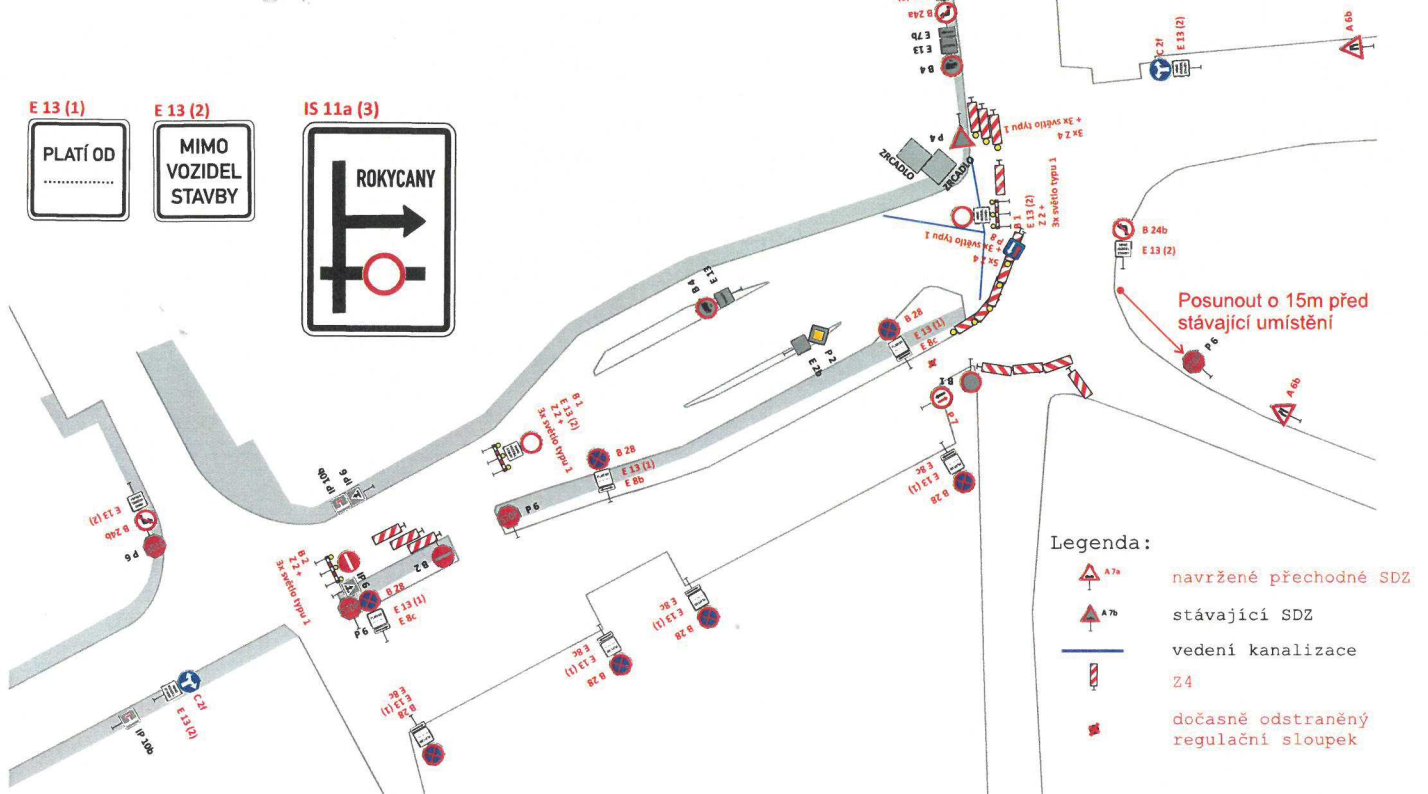 E 13 (1)
PLATÍ OD
E 13 (2)
MIMO
VOZIDEL
STAVBY
IS 11a (3)
ROKYCANY
B 24a
E 7b
E 13
B 4
P 4
3x Z 4
+ 3x světlo typu 1
ZRCADLO
ZRCADLO
B 1
E 13 (2)
Z 2 +
3x světlo typu 1
5x Z 4
+ 3x světlo typu 1
C 2f
E 13 (2)
A 6b
B 24b
E 13 (2)
Posunout o 15m před
stávající umístění
P 6
A 6b
E 13
B 4
P 2
E 2b
B 28
E 13 (1)
E 8c
B 1
P 7
B 1
E 13 (2)
Z 2 +
3x světlo typu 1
B 28
E 13 (1)
E 8b
P 6
IP 6
IP 10b
E 13 (2)
B 24b
P 6
B 2
Z 2 +
3x světlo typu 1
IP 6
B 2
B 28
E 13 (1)
E 8c
P 6
E 8c
E 13 (1)
B 28
E 8c
E 13 (1)
B 28
E 8c
E 13 (1)
B 28
E 8c
E 13 (1)
B 28
C 2f
E 13 (2)
IP 10b
Legenda:
A 7a
navržené přechodné SDZ
A 7b
stávající SDZ
vedení kanalizace
Z4
dočasně odstraněný
regulační sloupek